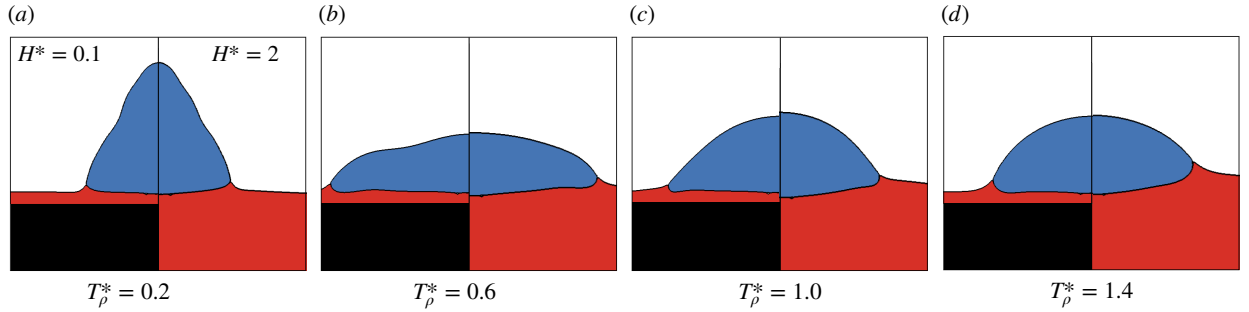 (a)
(b)
(c)
(d)
H* = 0.1
H* = 2
T*ρ = 0.2
T*ρ = 0.6
T*ρ = 1.0
T*ρ = 1.4